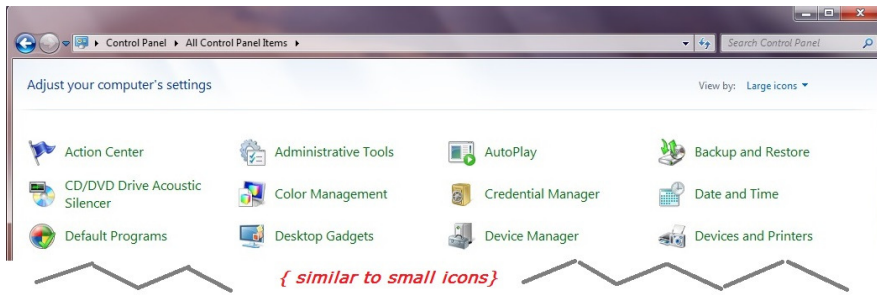 Control Panel ▸ All Control Panel Items ▸ Search Control Panel
Adjust your computer's settings View by: Large icons
Action Center Administrative Tools AutoPlay Backup and Restore
CD/DVD Drive Acoustic Silencer Color Management Credential Manager Date and Time
Default Programs Desktop Gadgets Device Manager Devices and Printers
{ similar to small icons}